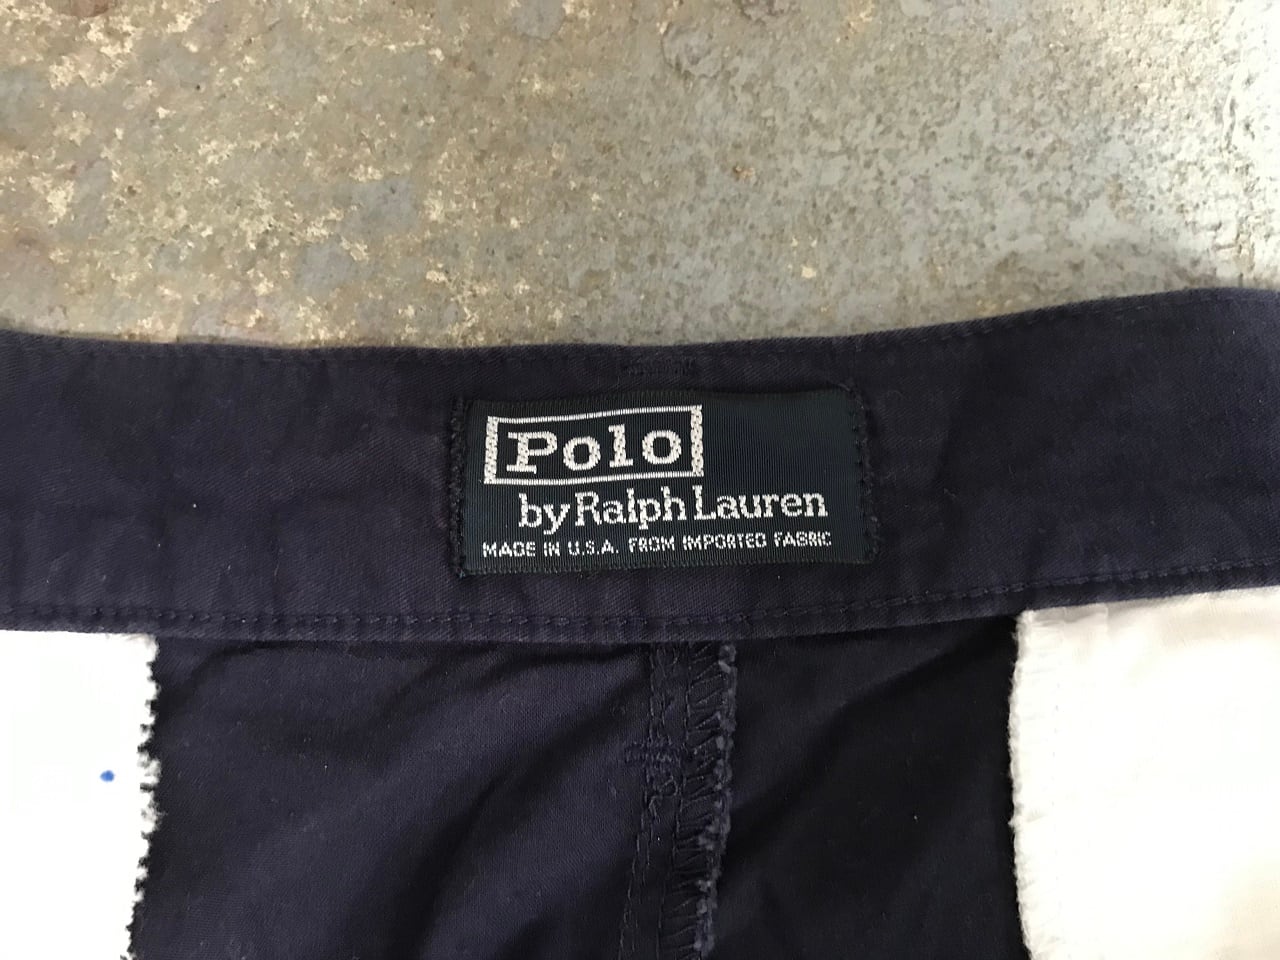 Polo
by Ralph Lauren
MADE IN U.S.A. FROM IMPORTED FABRIC